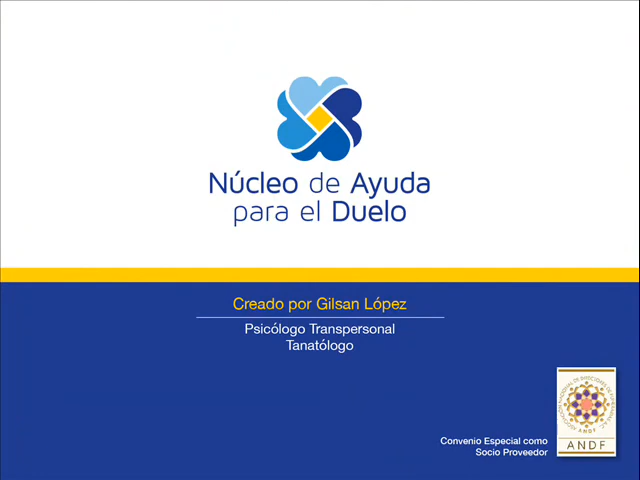 Núcleo de Ayuda
para el Duelo
Creado por Gilsan López
Psicólogo Transpersonal
Tanatólogo
Convenio Especial como
Socio Proveedor
ANDF
ANDF